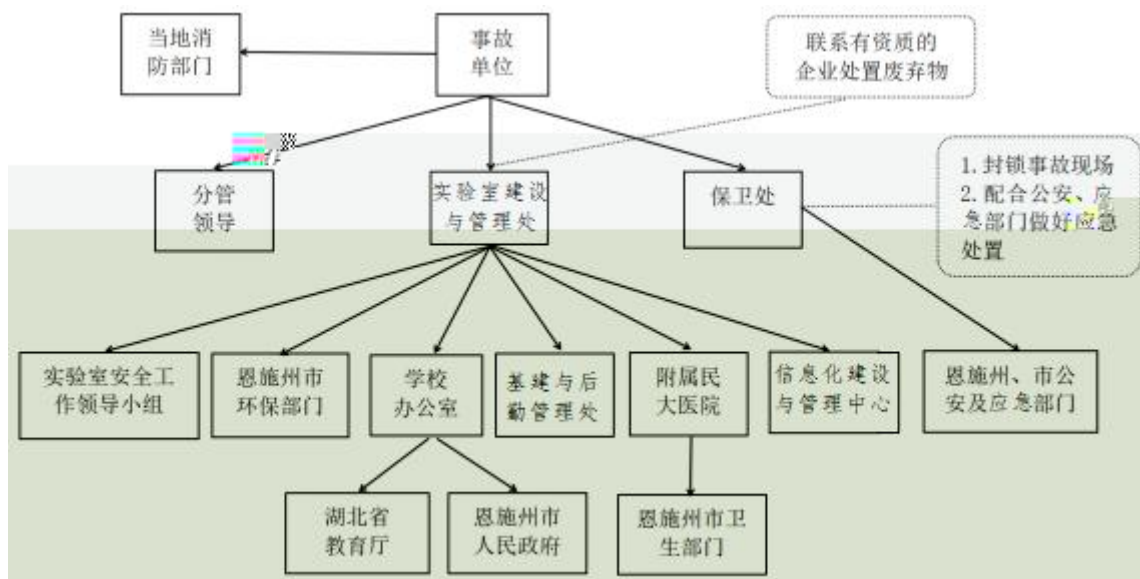 当地消
防部门
事故
单位
联系有资质的
企业处置废弃物
分管
领导
实验室建设
与管理处
保卫处
1. 封锁事故现场
2. 配合公安、应
急部门做好应急
处置
实验室安全工
作领导小组
恩施州市
环保部门
学校
办公室
基建与后
勤管理处
附属民
大医院
信息化建设
与管理中心
恩施州、市公
安及应急部门
湖北省
教育厅
恩施州市
人民政府
恩施州市卫
生部门